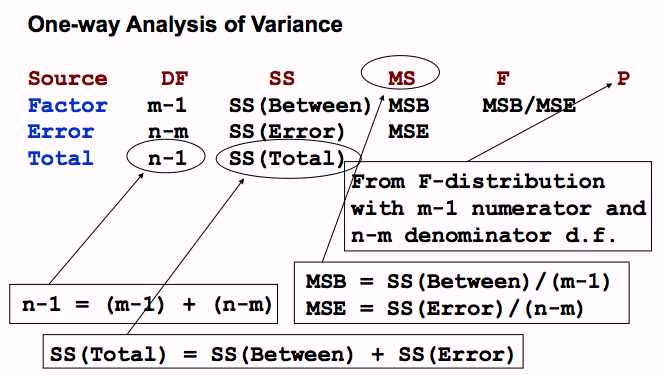 One-way Analysis of Variance
Source DF SS MS F P
Factor m-1 SS(Between) MSB MSB/MSE
Error n-m SS(Error) MSE
Total n-1 SS(Total)
From F-distribution
with m-1 numerator and
n-m denominator d.f.
MSB = SS(Between)/(m-1)
MSE = SS(Error)/(n-m)
n-1 = (m-1) + (n-m)
SS(Total) = SS(Between) + SS(Error)